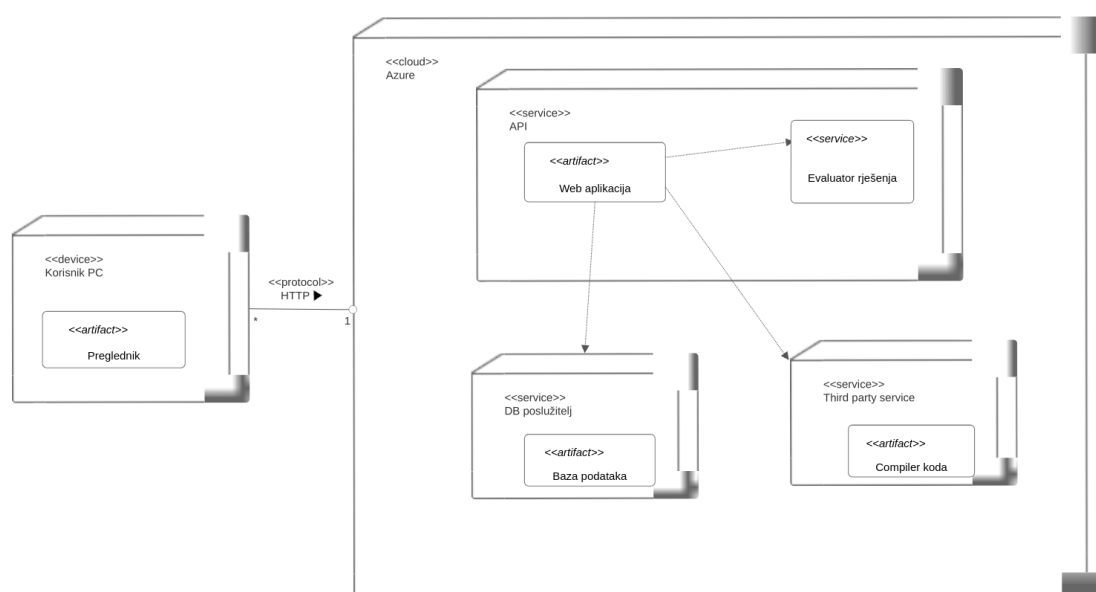 <<cloud>>
Azure
<<service>>
API
<<artifact>>
Web aplikacija
<<service>>
Evaluator rješenja
<<device>>
Korisnik PC
<<artifact>>
Preglednik
<<protocol>>
HTTP ▶
*
1
<<service>>
DB poslužitelj
<<artifact>>
Baza podataka
<<service>>
Third party service
<<artifact>>
Compiler koda